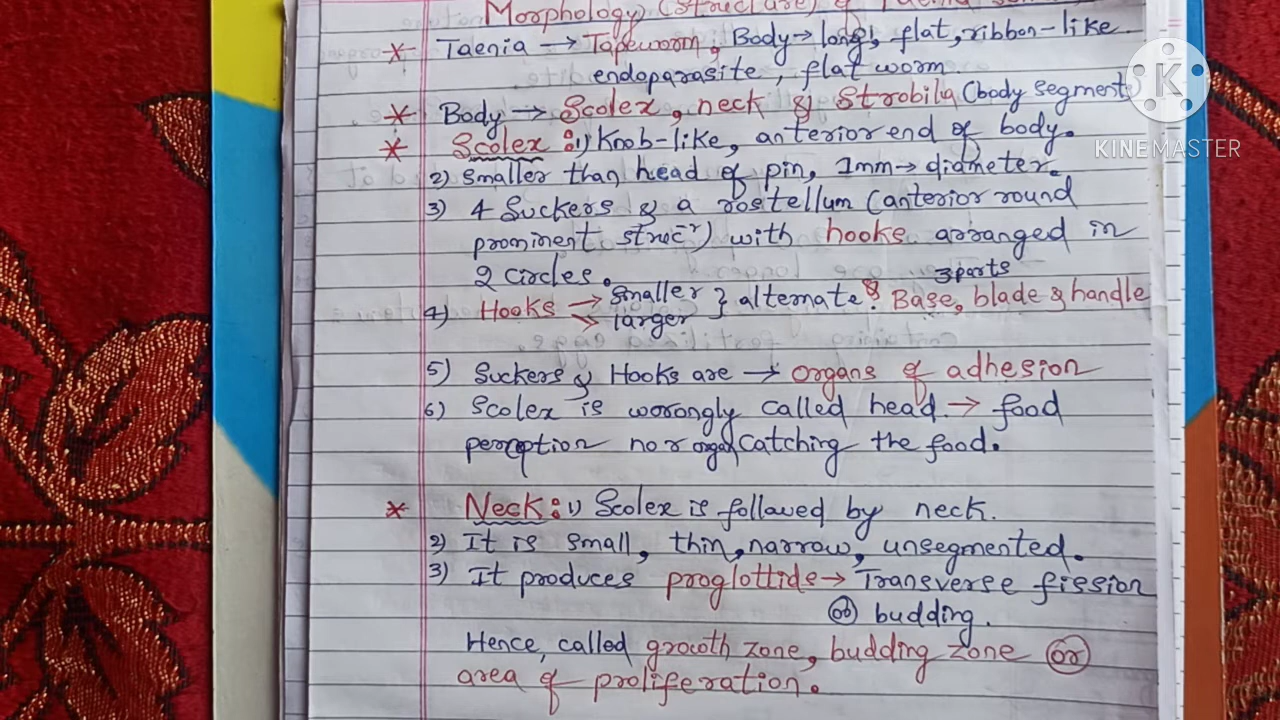 Morphology (Structure) of Taenia
* Taenia → Tapeworm, Body → long, flat, ribbon-like
endoparasite, flat worm.
* Body → Scolex, neck & Strobila (body segment)
* Scolex : 1) Knob-like, anterior end of body.
2) smaller than head of pin, 1mm → diameter.
3) 4 Suckers & a rostellum (anterior round
prominent strucr) with hooks arranged in
2 circles.
4) Hooks → smaller } alternate & Base, blade & handle
→ larger
3 parts
5) Suckers & Hooks are → organs of adhesion
6) Scolex is worongly called head → food
perception nor organ catching the food.
* Neck : 1) Scolex is followed by neck.
2) It is small, thin, narrow, unsegmented.
3) It produces proglottide → Transverse fission
or budding.
Hence, called growth zone, budding zone or
area of proliferation.
K
KINEMASTER